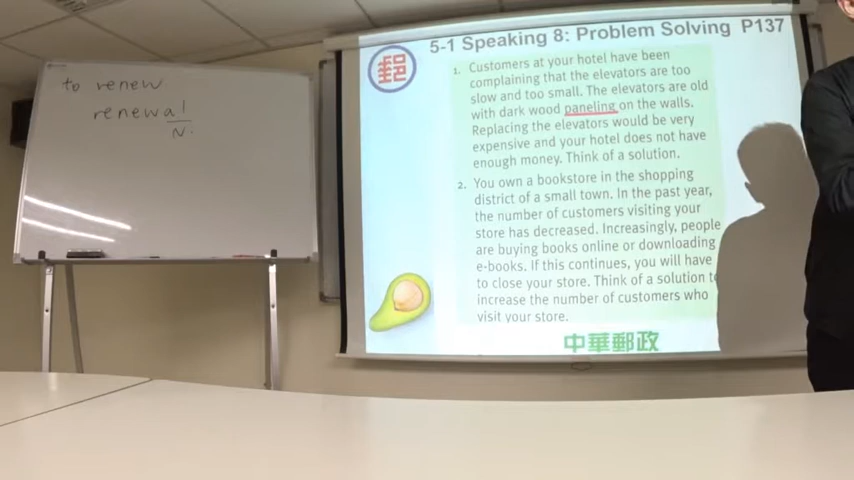 to renew
renewal
N.
5-1 Speaking 8: Problem Solving P137
郵
1. Customers at your hotel have been
complaining that the elevators are too
slow and too small. The elevators are old
with dark wood paneling on the walls.
Replacing the elevators would be very
expensive and your hotel does not have
enough money. Think of a solution.
2. You own a bookstore in the shopping
district of a small town. In the past year,
the number of customers visiting your
store has decreased. Increasingly, people
are buying books online or downloading
e-books. If this continues, you will have
to close your store. Think of a solution t
increase the number of customers who
visit your store.
中華郵政